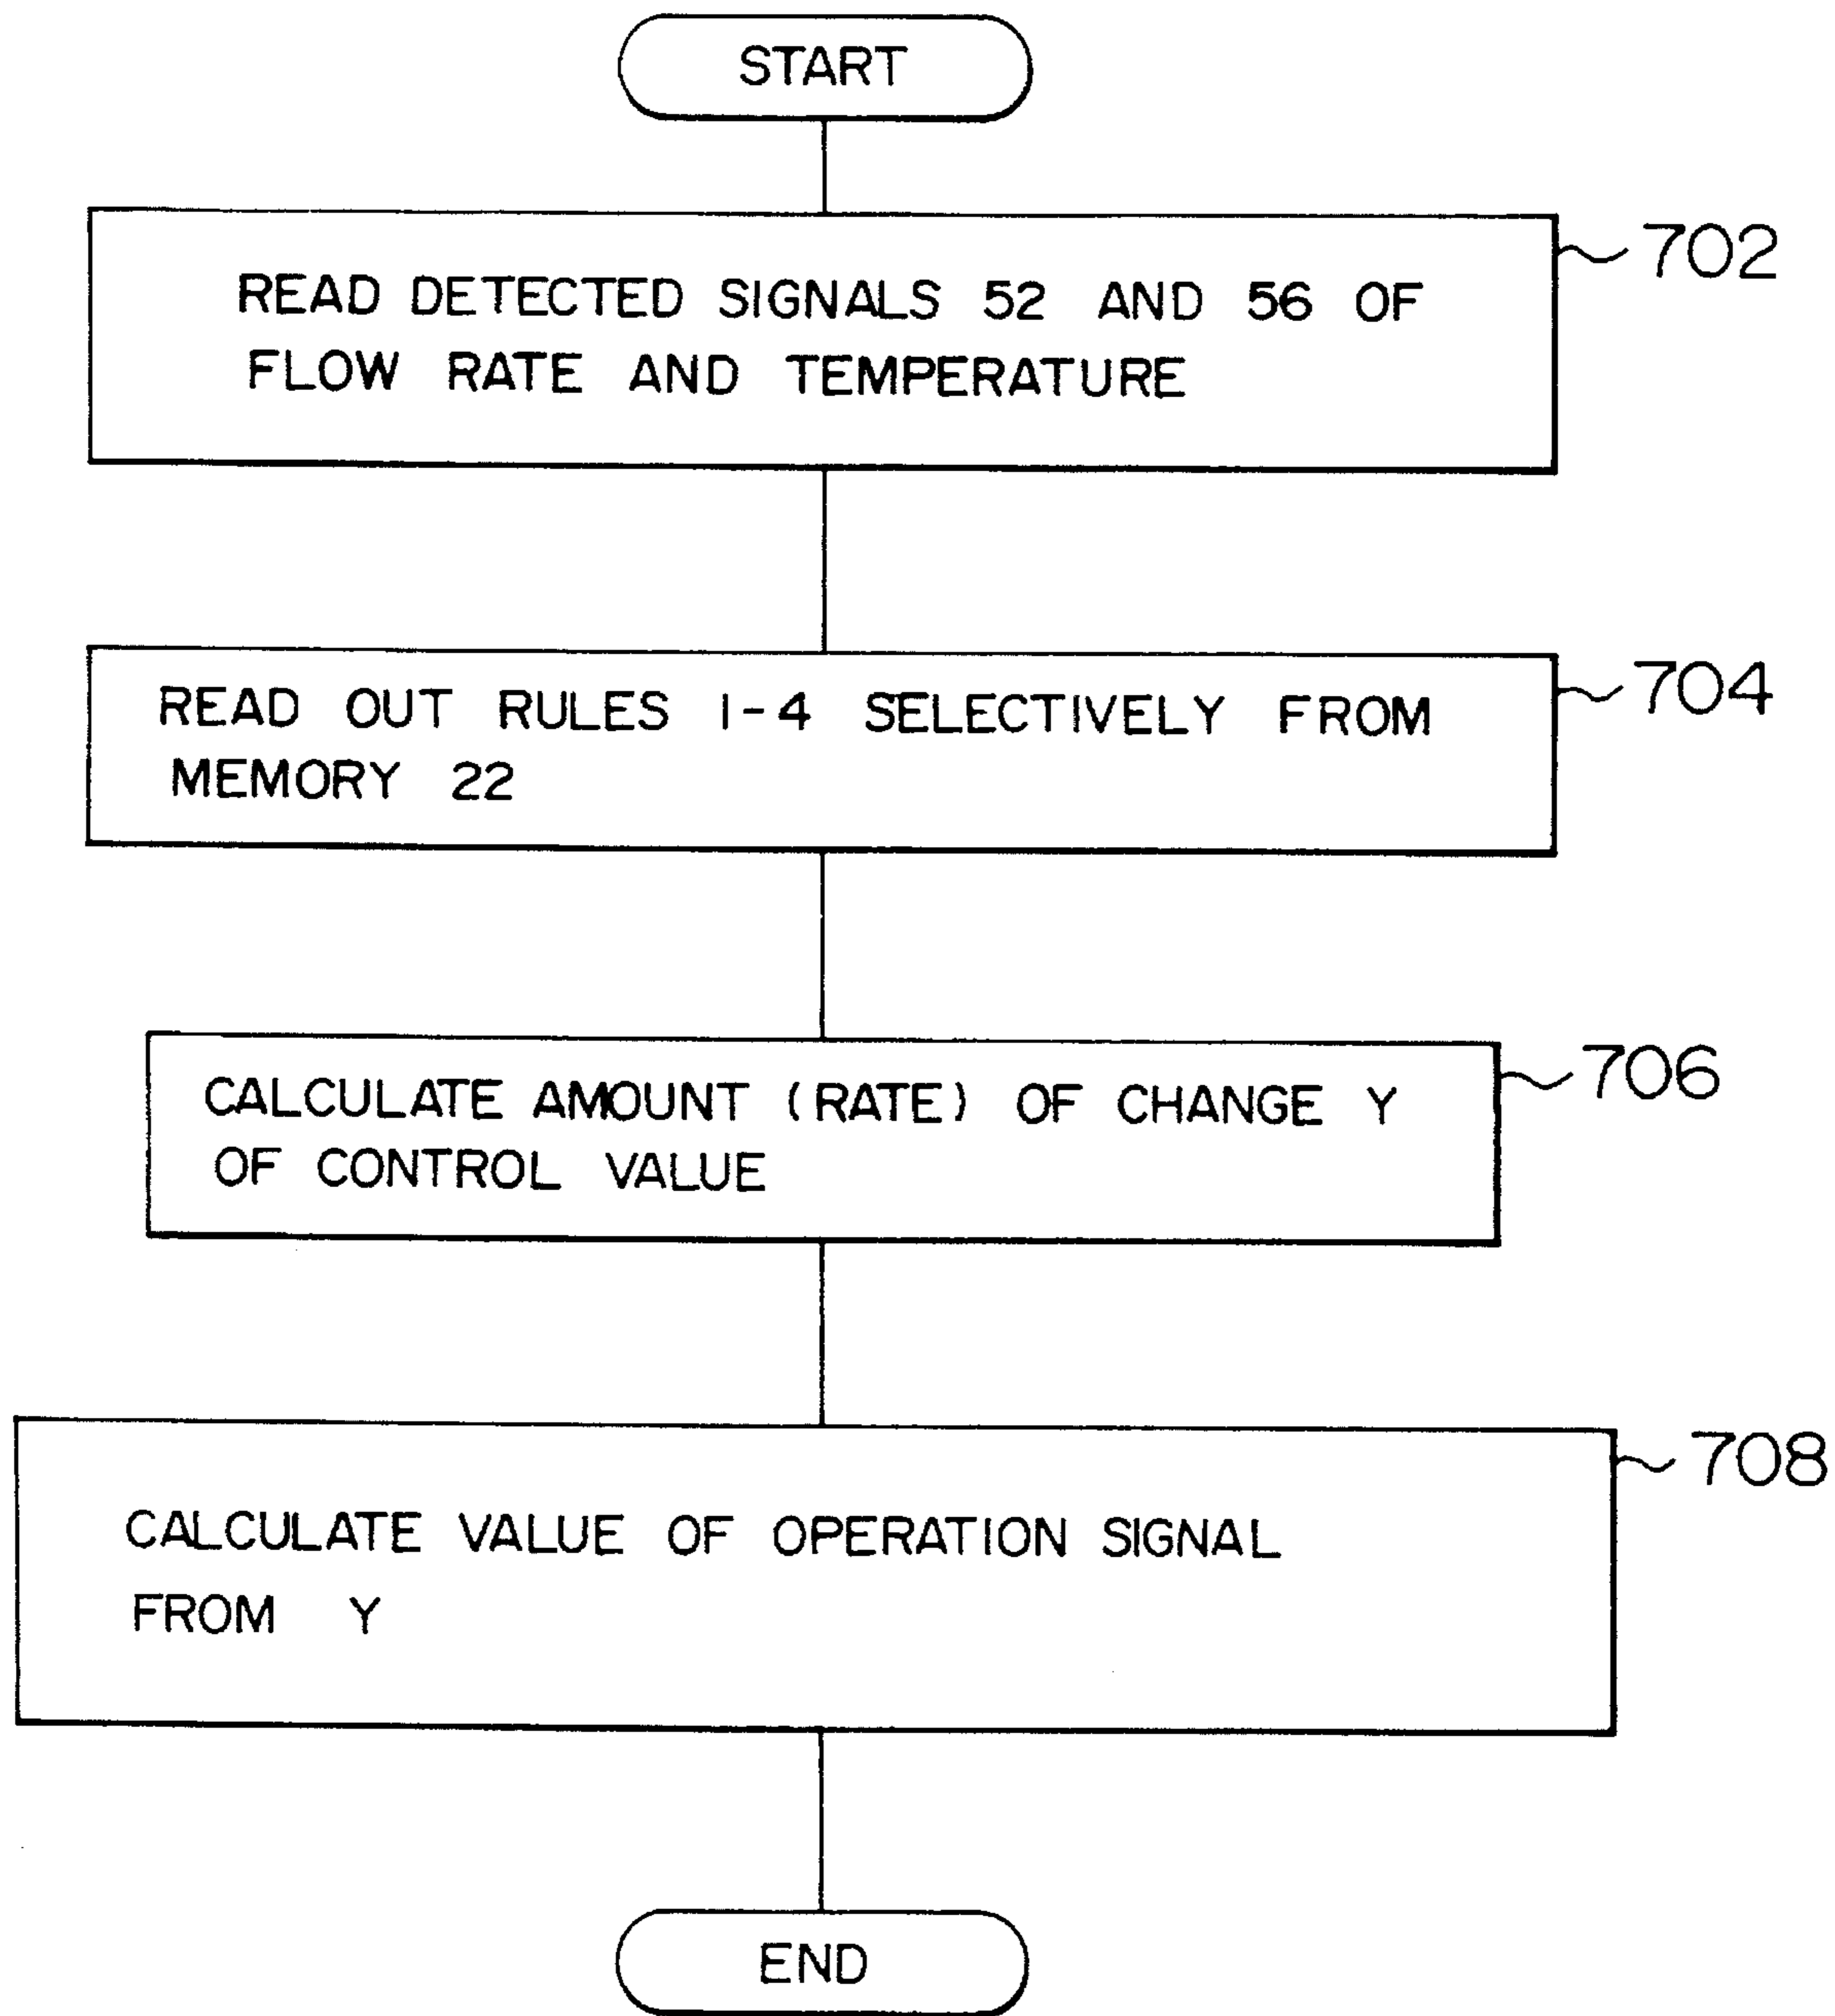 START
READ DETECTED SIGNALS 52 AND 56 OF
FLOW RATE AND TEMPERATURE
702
READ OUT RULES 1-4 SELECTIVELY FROM
MEMORY 22
704
CALCULATE AMOUNT (RATE) OF CHANGE Y
OF CONTROL VALUE
706
CALCULATE VALUE OF OPERATION SIGNAL
FROM Y
708
END